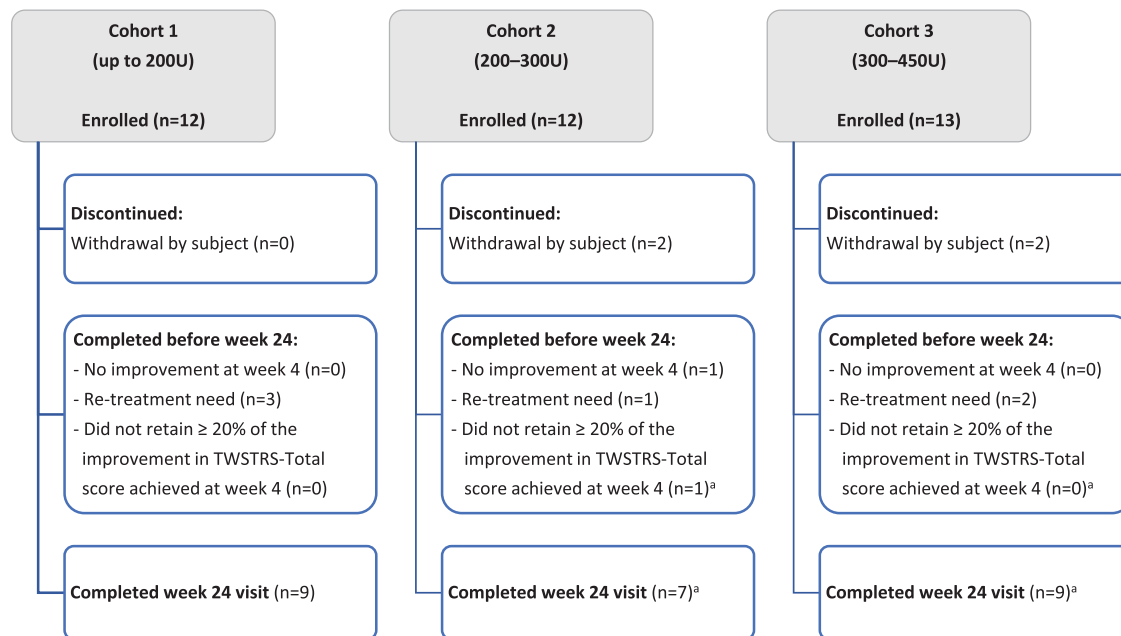 Cohort 1
(up to 200U)
Enrolled (n=12)
Discontinued:
Withdrawal by subject (n=0)
Completed before week 24:
- No improvement at week 4 (n=0)
- Re-treatment need (n=3)
- Did not retain ≥ 20% of the
improvement in TWSTRS-Total
score achieved at week 4 (n=0)
Completed week 24 visit (n=9)
Cohort 2
(200–300U)
Enrolled (n=12)
Discontinued:
Withdrawal by subject (n=2)
Completed before week 24:
- No improvement at week 4 (n=1)
- Re-treatment need (n=1)
- Did not retain ≥ 20% of the
improvement in TWSTRS-Total
score achieved at week 4 (n=1)ᵃ
Completed week 24 visit (n=7)ᵃ
Cohort 3
(300–450U)
Enrolled (n=13)
Discontinued:
Withdrawal by subject (n=2)
Completed before week 24:
- No improvement at week 4 (n=0)
- Re-treatment need (n=2)
- Did not retain ≥ 20% of the
improvement in TWSTRS-Total
score achieved at week 4 (n=0)ᵃ
Completed week 24 visit (n=9)ᵃ